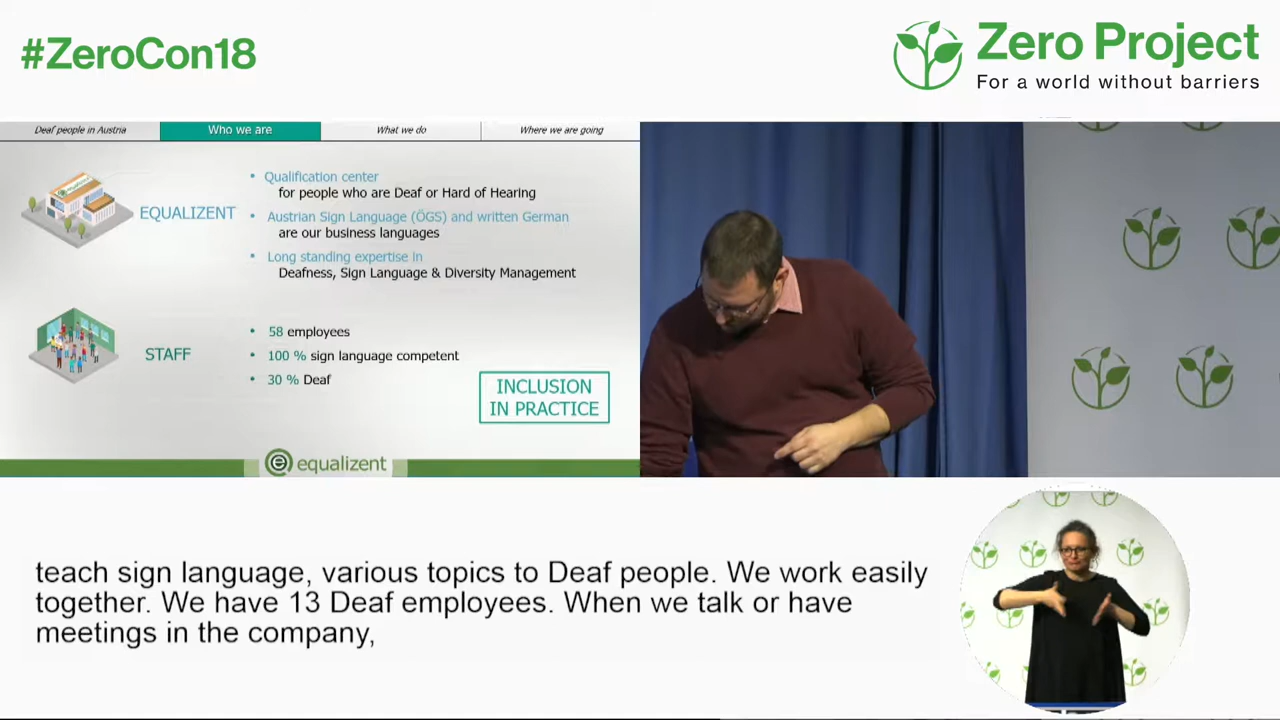 #ZeroCon18
Zero Project
For a world without barriers
Deaf people in Austria
Who we are
What we do
Where we are going
EQUALIZENT
• Qualification center
for people who are Deaf or Hard of Hearing
• Austrian Sign Language (ÖGS) and written German
are our business languages
• Long standing expertise in
Deafness, Sign Language & Diversity Management
STAFF
• 58 employees
• 100 % sign language competent
• 30 % Deaf
INCLUSION
IN PRACTICE
e equalizent
teach sign language, various topics to Deaf people. We work easily
together. We have 13 Deaf employees. When we talk or have
meetings in the company,